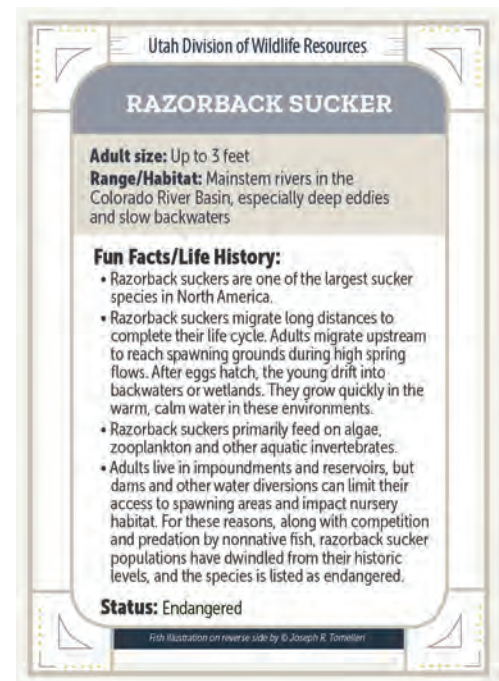 Utah Division of Wildlife Resources
RAZORBACK SUCKER
Adult size: Up to 3 feet
Range/Habitat: Mainstem rivers in the
Colorado River Basin, especially deep eddies
and slow backwaters
Fun Facts/Life History:
• Razorback suckers are one of the largest sucker
species in North America.
• Razorback suckers migrate long distances to
complete their life cycle. Adults migrate upstream
to reach spawning grounds during high spring
flows. After eggs hatch, the young drift into
backwaters or wetlands. They grow quickly in the
warm, calm water in these environments.
• Razorback suckers primarily feed on algae,
zooplankton and other aquatic invertebrates.
• Adults live in impoundments and reservoirs, but
dams and other water diversions can limit their
access to spawning areas and impact nursery
habitat. For these reasons, along with competition
and predation by nonnative fish, razorback sucker
populations have dwindled from their historic
levels, and the species is listed as endangered.
Status: Endangered
Fish illustration on reverse side by © Joseph R. Tomelleri